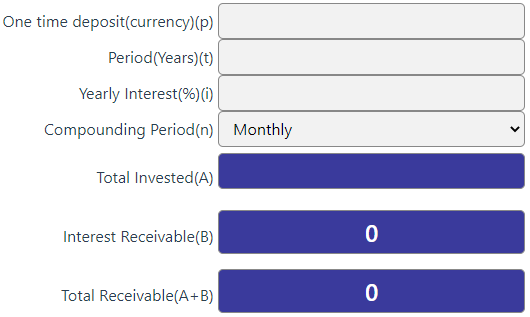 One time deposit(currency)(p)
Period(Years)(t)
Yearly Interest(%)(i)
Compounding Period(n) Monthly
Total Invested(A)
Interest Receivable(B) 0
Total Receivable(A+B) 0